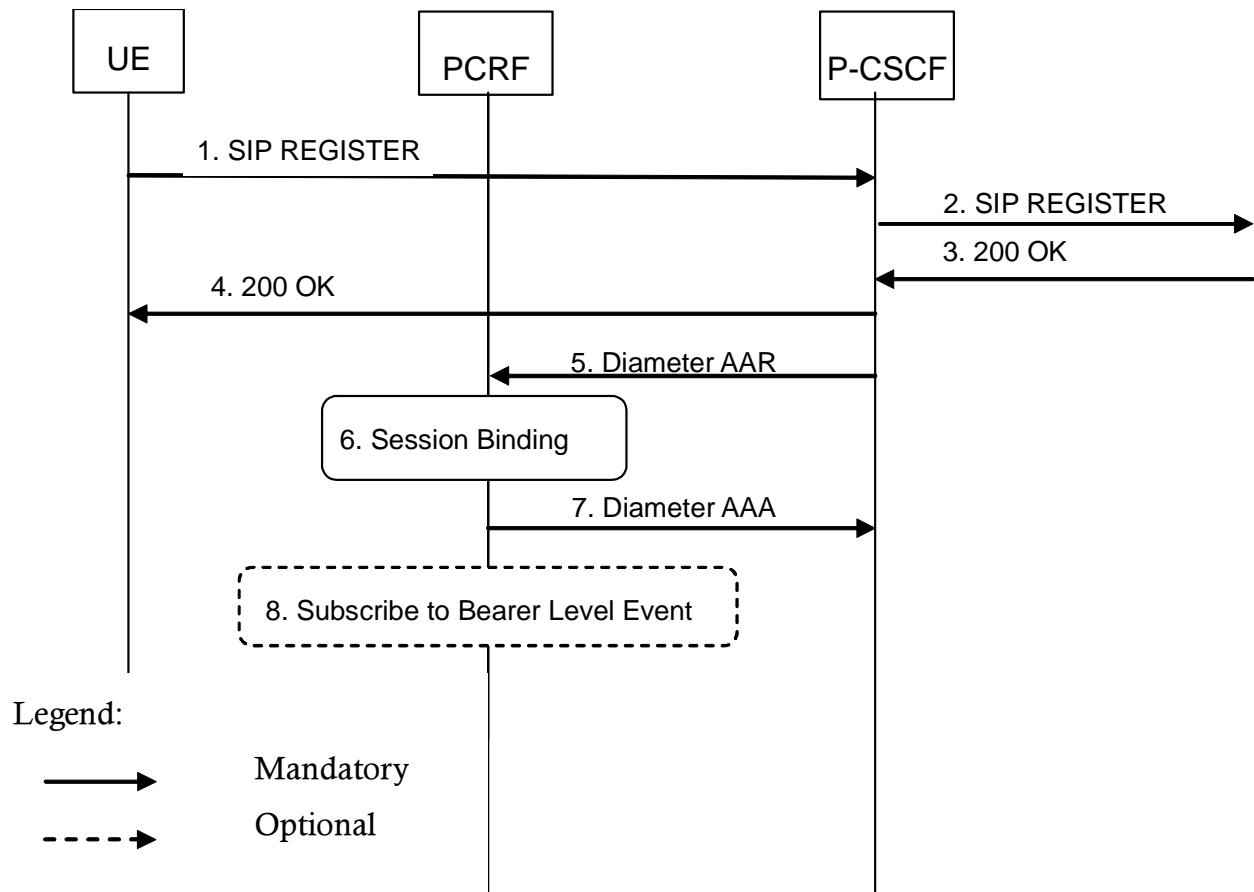 UE
PCRF
P-CSCF
1. SIP REGISTER
2. SIP REGISTER
3. 200 OK
4. 200 OK
5. Diameter AAR
6. Session Binding
7. Diameter AAA
8. Subscribe to Bearer Level Event
Legend:
Mandatory
Optional